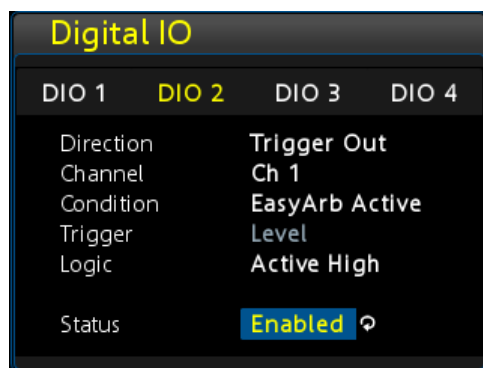 Digital IO
DIO 1 DIO 2 DIO 3 DIO 4
Direction Trigger Out
Channel Ch 1
Condition EasyArb Active
Trigger Level
Logic Active High
Status Enabled